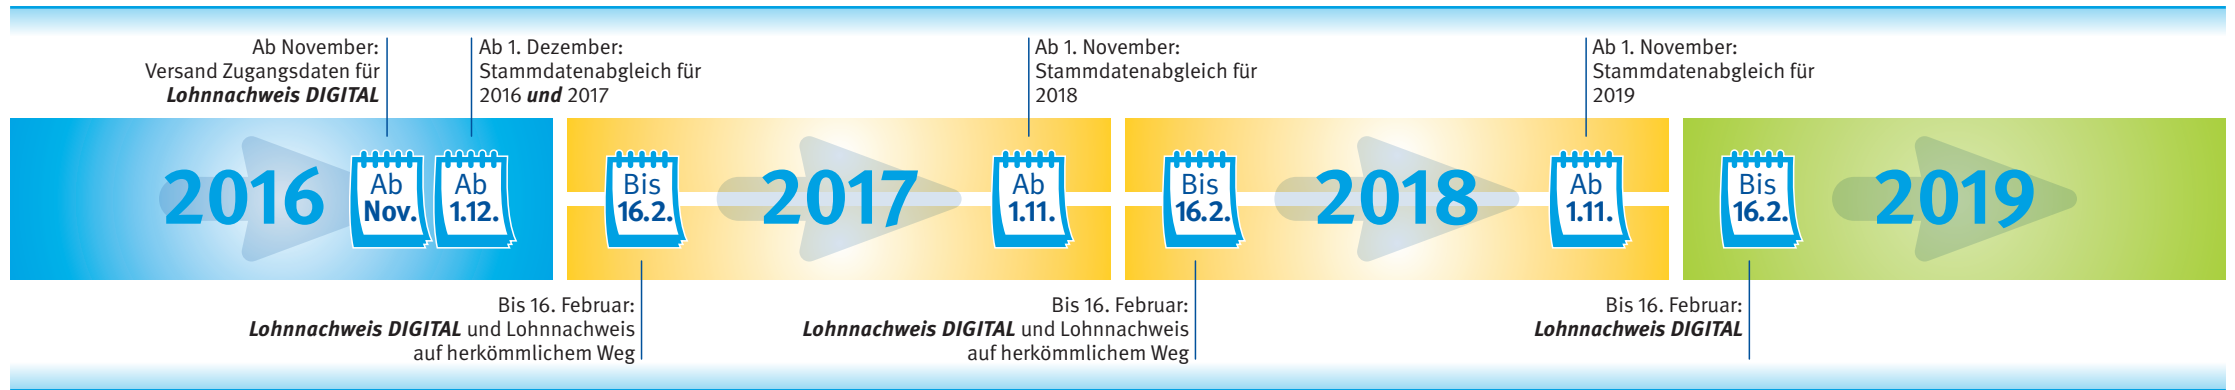 Ab November:
Versand Zugangsdaten für
Lohnnachweis DIGITAL
Ab 1. Dezember:
Stammdatenabgleich für
2016 und 2017
Ab 1. November:
Stammdatenabgleich für
2018
Ab 1. November:
Stammdatenabgleich für
2019
2016
Ab
Nov.
Ab
1.12.
Bis
16.2.
2017
Ab
1.11.
Bis
16.2.
2018
Ab
1.11.
Bis
16.2.
2019
Bis 16. Februar:
Lohnnachweis DIGITAL und Lohnnachweis
auf herkömmlichem Weg
Bis 16. Februar:
Lohnnachweis DIGITAL und Lohnnachweis
auf herkömmlichem Weg
Bis 16. Februar:
Lohnnachweis DIGITAL